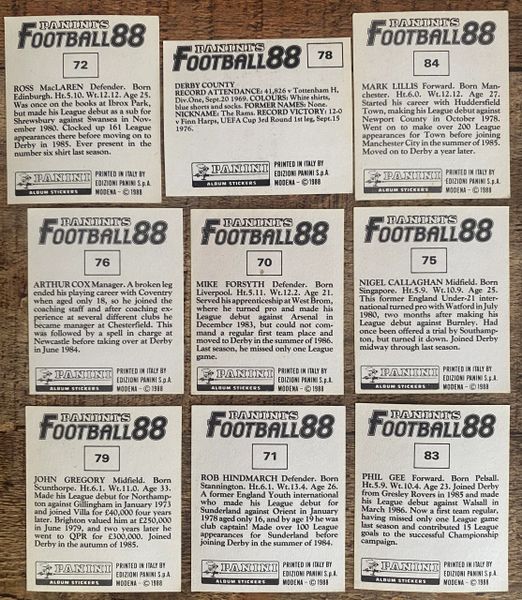 PANINI'S
FOOTBALL 88
72
ROSS MacLAREN Defender. Born
Edinburgh. Ht.5.10. Wt.12.12. Age 25.
Was once on the books at Ibrox Park,
but made his League debut as a sub for
Shrewsbury against Swansea in
November 1980. Clocked up 161 League
appearances there before moving on to
Derby in 1985. Ever present in the
number six shirt last season.
PANINI
ALBUM STICKERS
PRINTED IN ITALY BY
EDIZIONI PANINI S.p.A.
MODENA - © 1988
PANINI'S
FOOTBALL 88
78
DERBY COUNTY
RECORD ATTENDANCE: 41,826 v Tottenham H,
Div.One, Sept.20 1969. COLOURS: White shirts,
blue shorts and socks. FORMER NAMES: None.
NICKNAME: The Rams. RECORD VICTORY: 12-0
v Finn Harps, UEFA Cup 3rd Round 1st leg, Sept.15
1976.
PANINI
ALBUM STICKERS
PRINTED IN ITALY BY
EDIZIONI PANINI S.p.A.
MODENA - © 1988
PANINI'S
FOOTBALL 88
84
MARK LILLIS Forward. Born Man-
chester. Ht.6.0. Wt.12.12. Age 27.
Started his career with Huddersfield
Town, making his League debut against
Newport County in October 1978.
Went on to make over 200 League
appearances for Town before joining
Manchester City in the summer of 1985.
Moved on to Derby a year later.
PANINI
ALBUM STICKERS
PRINTED IN ITALY BY
EDIZIONI PANINI S.p.A.
MODENA - © 1988
PANINI'S
FOOTBALL 88
76
ARTHUR COX Manager. A broken leg
ended his playing career with Coventry
when aged only 18, so he joined the
coaching staff and after coaching exp-
erience at several different clubs he
became manager at Chesterfield. This
was followed by a spell in charge at
Newcastle before taking over at Derby
in June 1984.
PANINI
ALBUM STICKERS
PRINTED IN ITALY BY
EDIZIONI PANINI S.p.A.
MODENA - © 1988
PANINI'S
FOOTBALL 88
70
MIKE FORSYTH Defender. Born
Liverpool. Ht.5.11. Wt.12.2. Age 21.
Served his apprenticeship at West Brom,
where he turned pro and made his
League debut against Arsenal in
December 1983, but could not com-
mand a regular first team place and
moved to Derby in the summer of 1986.
Last season, he missed only one League
game.
PANINI
ALBUM STICKERS
PRINTED IN ITALY BY
EDIZIONI PANINI S.p.A.
MODENA - © 1988
PANINI'S
FOOTBALL 88
75
NIGEL CALLAGHAN Midfield. Born
Singapore. Ht.5.9. Wt.10.9. Age 25.
This former England Under-21 inter-
national turned pro with Watford in July
1980, two months after making his
League debut against Burnley. Had
once been offered a trial by Southamp-
ton, but turned it down. Joined Derby
midway through last season.
PANINI
ALBUM STICKERS
PRINTED IN ITALY BY
EDIZIONI PANINI S.p.A.
MODENA - © 1988
PANINI'S
FOOTBALL 88
79
JOHN GREGORY Midfield. Born
Scunthorpe. Ht.6.1. Wt.11.0. Age 33.
Made his League debut for Northamp-
ton against Gillingham in January 1973
and joined Villa for £40,000 four years
later. Brighton valued him at £250,000
in June 1979, and two years later he
went to QPR for £300,000. Joined
Derby in the autumn of 1985.
PANINI
ALBUM STICKERS
PRINTED IN ITALY BY
EDIZIONI PANINI S.p.A.
MODENA - © 1988
PANINI'S
FOOTBALL 88
71
ROB HINDMARCH Defender. Born
Stannington. Ht.6.1. Wt.13.4. Age 26.
A former England Youth international
who made his League debut for
Sunderland against Orient in January
1978 aged only 16, and by age 19 he was
club captain! Made over 100 League
appearances for Sunderland before
joining Derby in the summer of 1984.
PANINI
ALBUM STICKERS
PRINTED IN ITALY BY
EDIZIONI PANINI S.p.A.
MODENA - © 1988
PANINI'S
FOOTBALL 88
83
PHIL GEE Forward. Born Pelsall.
Ht.5.9. Wt.10.4. Age 23. Joined Derby
from Gresley Rovers in 1985 and made
his League debut against Walsall in
March 1986. Now a first team regular,
having missed only one League game
last season and contributed 15 League
goals to the successful Championship
campaign.
PANINI
ALBUM STICKERS
PRINTED IN ITALY BY
EDIZIONI PANINI S.p.A.
MODENA - © 1988